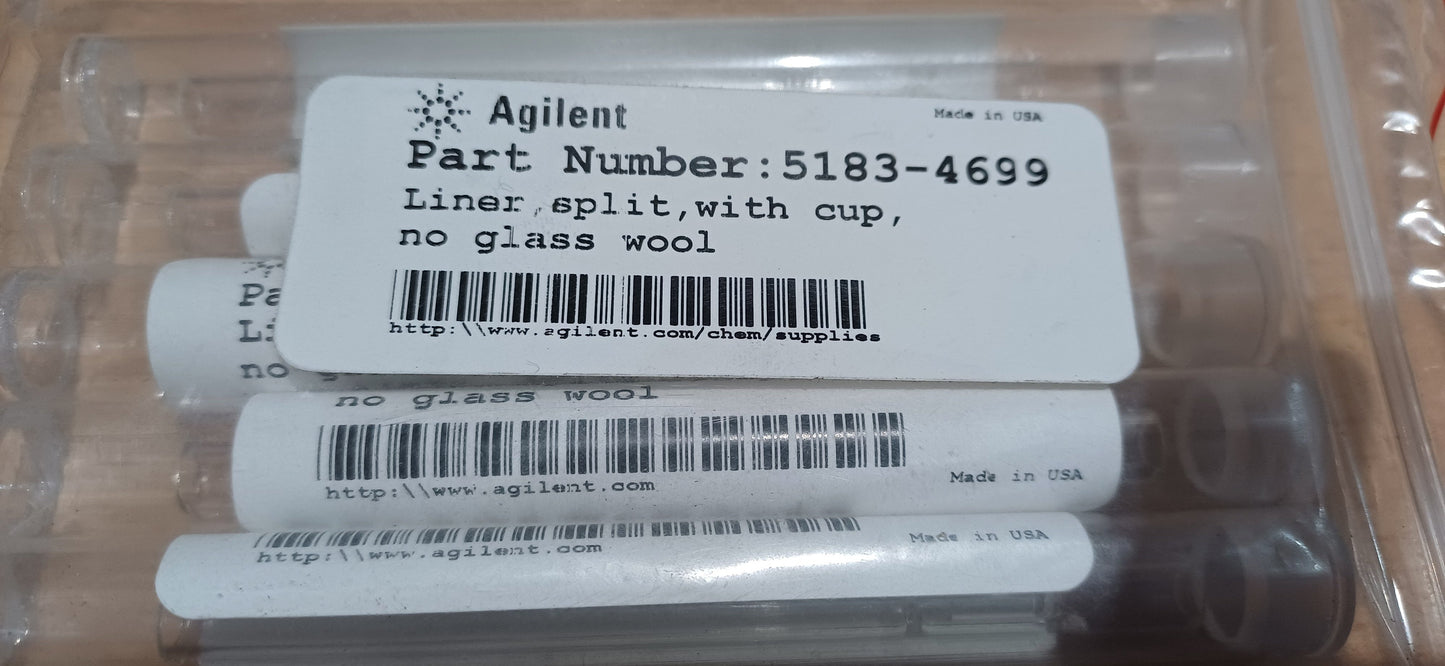 Agilent
Made in USA
Part Number:5183-4699
Liner,split,with cup,
no glass wool
http:\\www.agilent.com/chem/supplies
Pa
Li
no
no glass wool
http:\\www.agilent.com
Made in USA
http:\\www.agilent.com
Made in USA